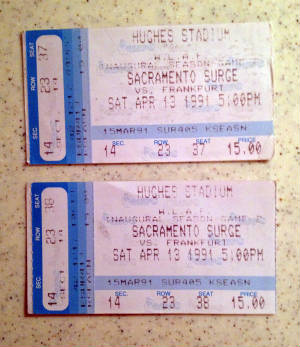 HUGHES STADIUM
W.L.A.F.
INAUGURAL SEASON-GAME 2
SACRAMENTO SURGE
VS. FRANKFURT
SAT APR 13 1991 5:00PM
15MAR91 SUR405 KSEASN
SEC. ROW SEAT PRICE
14 23 37 15.00
SEAT 37
ROW 23
SEC. 14
HUGHES STADIUM
W.L.A.F.
INAUGURAL SEASON-GAME 2
SACRAMENTO SURGE
VS. FRANKFURT
SAT APR 13 1991 5:00PM
15MAR91 SUR405 KSEASN
SEC. ROW SEAT PRICE
14 23 38 15.00
SEAT 38
ROW 23
SEC. 14